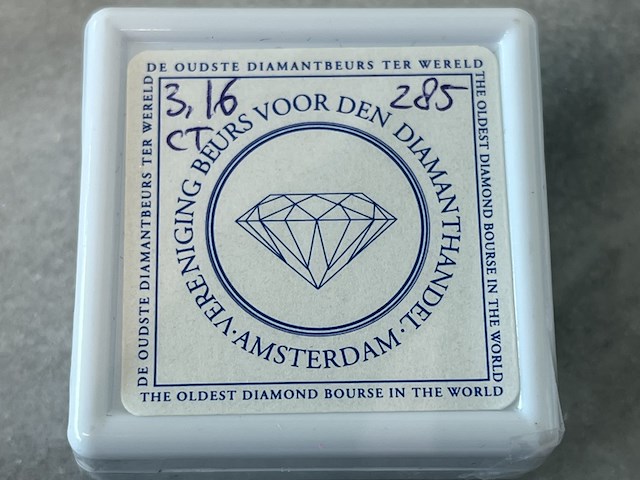 DE OUDSTE DIAMANTBEURS TER WERELD
DE OUDSTE DIAMANTBEURS TER WERELD
THE OLDEST DIAMOND BOURSE IN THE WORLD
3,16
CT
285
VERENIGING BEURS VOOR DEN DIAMANTHANDEL
· AMSTERDAM ·
THE OLDEST DIAMOND BOURSE IN THE WORLD